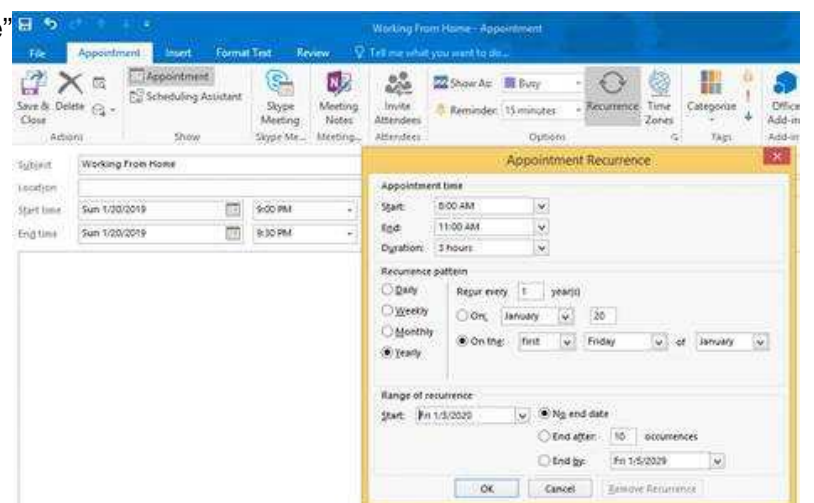 e”
Working From Home - Appointment
File Appointment Insert Format Text Review Tell me what you want to do...
Save & Close
Delete
Appointment
Scheduling Assistant
Skype Meeting
Meeting Notes
Invite Attendees
Show As: Busy
Reminder: 15 minutes
Recurrence
Time Zones
Categorize
Office Add-in
Actions Show Skype Me... Meeting... Attendees Options Tags Add-in
Subject Working From Home
Location
Start time Sun 1/20/2019 9:00 PM
End time Sun 1/20/2019 9:30 PM
Appointment Recurrence
Appointment time
Start: 8:00 AM
End: 11:00 AM
Duration: 3 hours
Recurrence pattern
Daily
Weekly
Monthly
Yearly
Recur every 1 year(s)
On: January 20
On the: first Friday of January
Range of recurrence
Start: Fri 1/3/2020
No end date
End after: 10 occurrences
End by: Fri 1/5/2029
OK Cancel Remove Recurrence